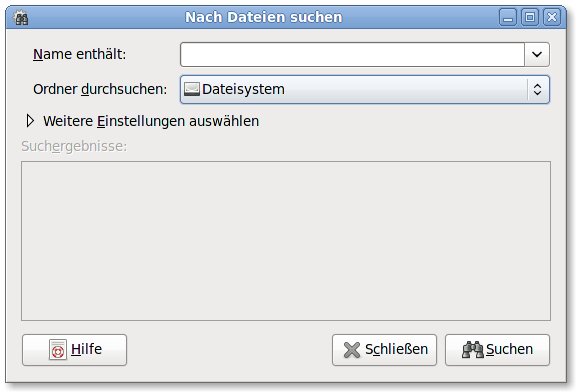 Nach Dateien suchen
Name enthält:
Ordner durchsuchen: Dateisystem
Weitere Einstellungen auswählen
Suchergebnisse:
Hilfe Schließen Suchen